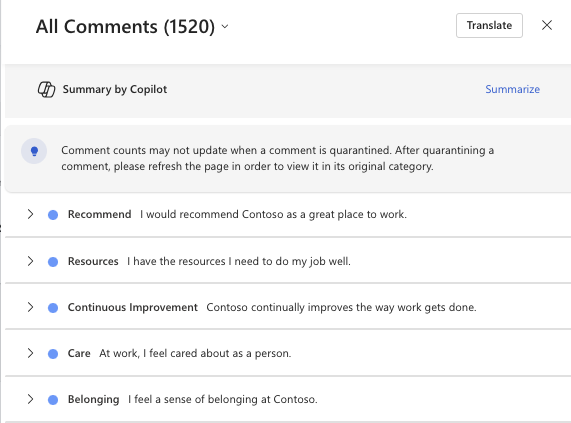 All Comments (1520)
Translate
Summary by Copilot
Summarize
Comment counts may not update when a comment is quarantined. After quarantining a
comment, please refresh the page in order to view it in its original category.
Recommend I would recommend Contoso as a great place to work.
Resources I have the resources I need to do my job well.
Continuous Improvement Contoso continually improves the way work gets done.
Care At work, I feel cared about as a person.
Belonging I feel a sense of belonging at Contoso.